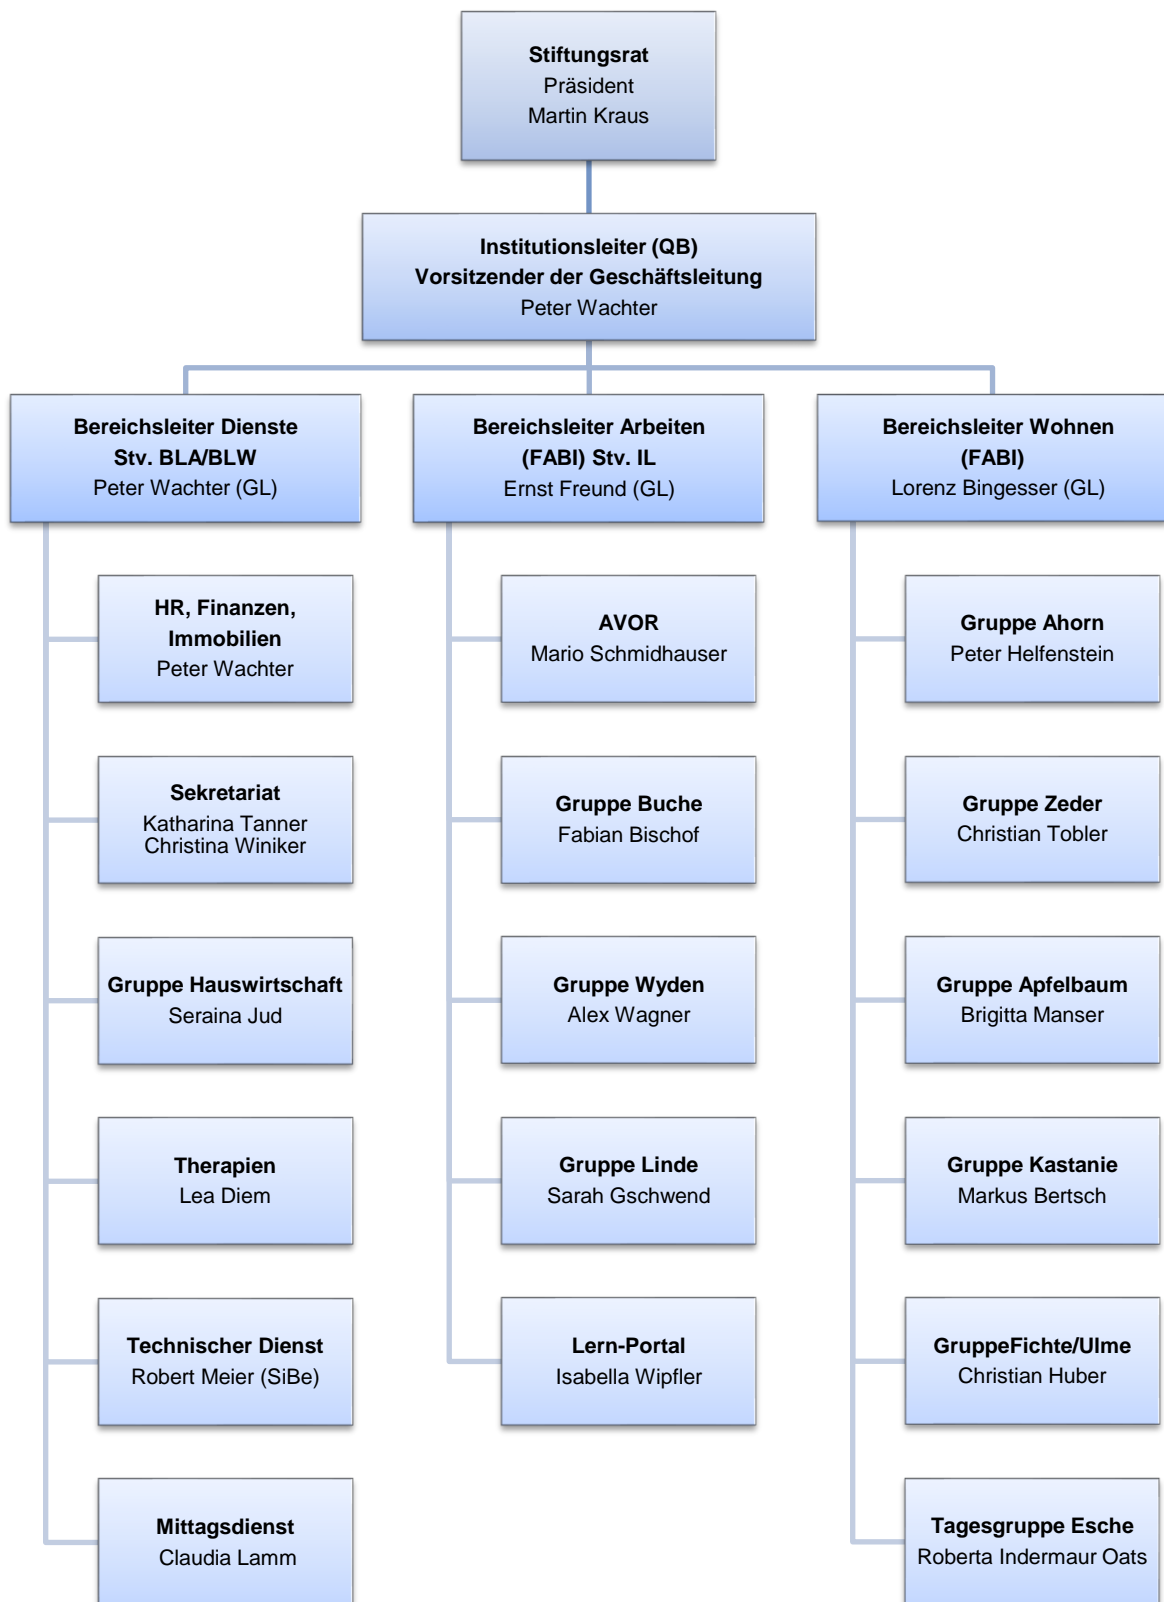 Stiftungsrat
Präsident
Martin Kraus
Institutionsleiter (QB)
Vorsitzender der Geschäftsleitung
Peter Wachter
Bereichsleiter Dienste
Stv. BLA/BLW
Peter Wachter (GL)
HR, Finanzen,
Immobilien
Peter Wachter
Sekretariat
Katharina Tanner
Christina Winiker
Gruppe Hauswirtschaft
Seraina Jud
Therapien
Lea Diem
Technischer Dienst
Robert Meier (SiBe)
Mittagsdienst
Claudia Lamm
Bereichsleiter Arbeiten
(FABI) Stv. IL
Ernst Freund (GL)
AVOR
Mario Schmidhauser
Gruppe Buche
Fabian Bischof
Gruppe Wyden
Alex Wagner
Gruppe Linde
Sarah Gschwend
Lern-Portal
Isabella Wipfler
Bereichsleiter Wohnen
(FABI)
Lorenz Bingesser (GL)
Gruppe Ahorn
Peter Helfenstein
Gruppe Zeder
Christian Tobler
Gruppe Apfelbaum
Brigitta Manser
Gruppe Kastanie
Markus Bertsch
GruppeFichte/Ulme
Christian Huber
Tagesgruppe Esche
Roberta Indermaur Oats